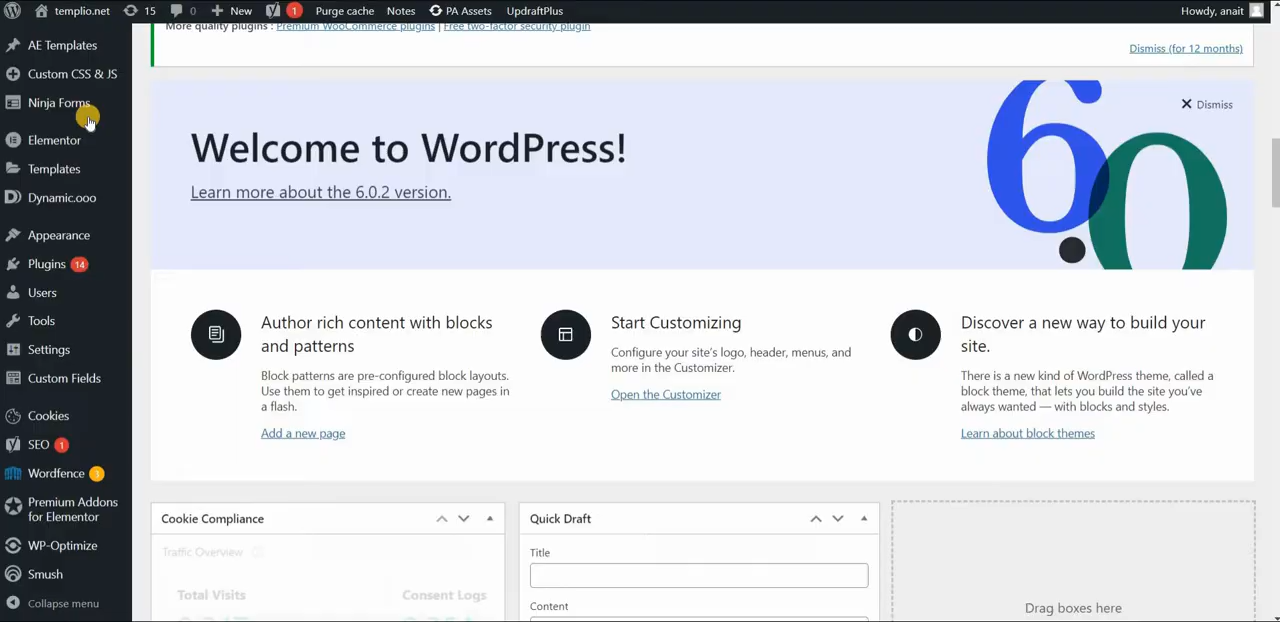 templio.net 15 0 New 1 Purge cache Notes PA Assets UpdraftPlus Howdy, anait
More quality plugins : Premium WooCommerce plugins | Free two-factor security plugin
Dismiss (for 12 months)
AE Templates
Custom CSS & JS
Ninja Forms
Elementor
Templates
Dynamic.ooo
Appearance
Plugins 14
Users
Tools
Settings
Custom Fields
Cookies
SEO 1
Wordfence 3
Premium Addons
for Elementor
WP-Optimize
Smush
Collapse menu
Dismiss
Welcome to WordPress!
Learn more about the 6.0.2 version.
6.0
Author rich content with blocks
and patterns
Block patterns are pre-configured block layouts.
Use them to get inspired or create new pages in
a flash.
Add a new page
Start Customizing
Configure your site's logo, header, menus, and
more in the Customizer.
Open the Customizer
Discover a new way to build your
site.
There is a new kind of WordPress theme, called a
block theme, that lets you build the site you've
always wanted — with blocks and styles.
Learn about block themes
Cookie Compliance
Traffic Overview
Total Visits Consent Logs
Quick Draft
Title
Content
Drag boxes here